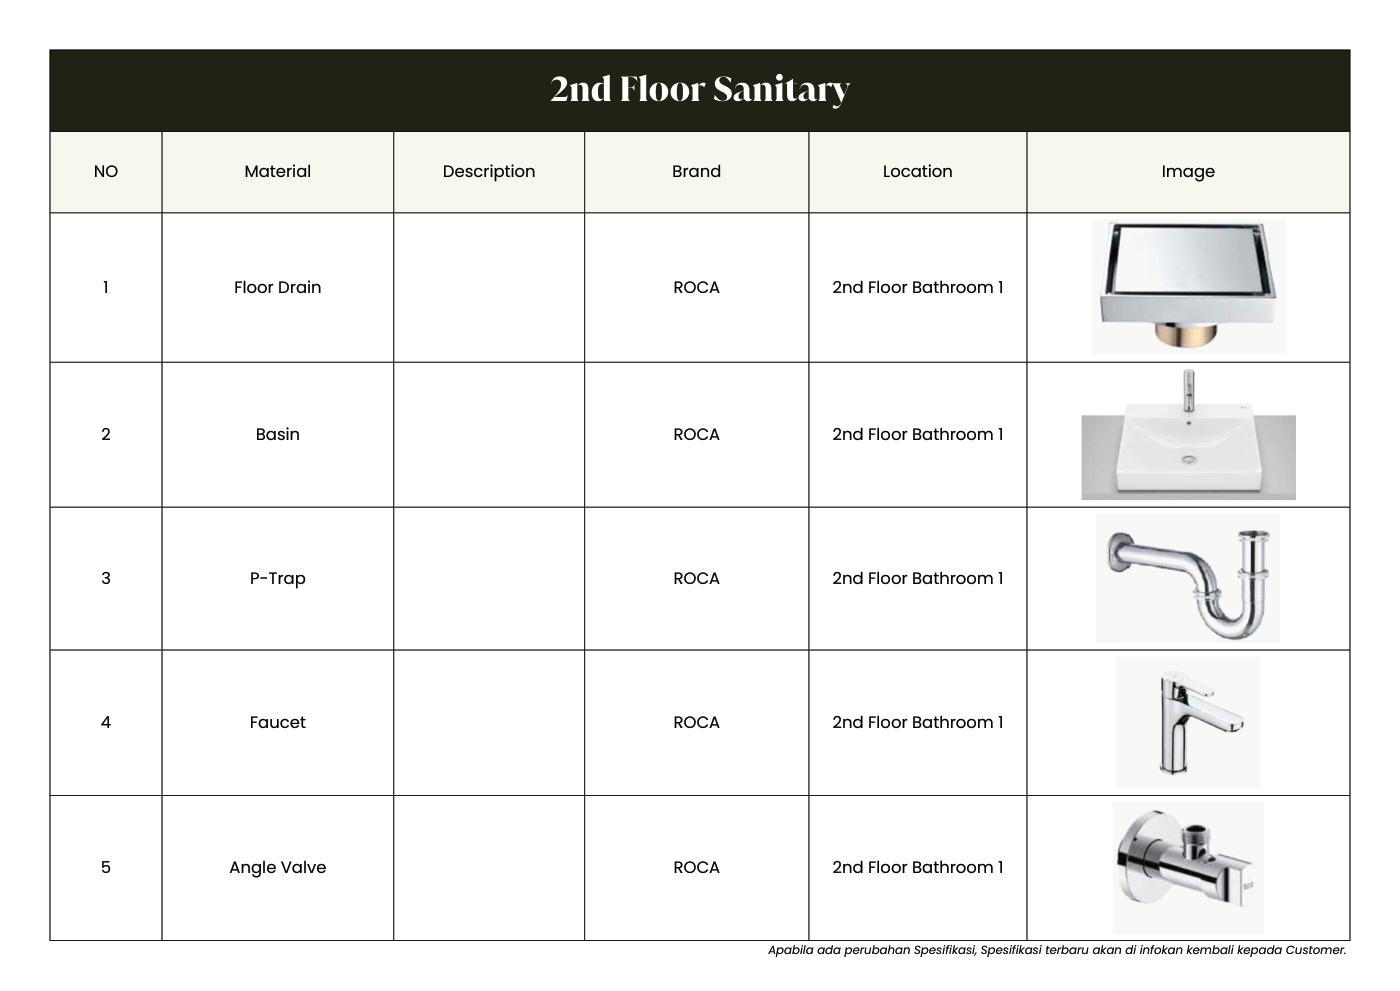 2nd Floor Sanitary
NO Material Description Brand Location Image
1 Floor Drain ROCA 2nd Floor Bathroom 1
2 Basin ROCA 2nd Floor Bathroom 1
3 P-Trap ROCA 2nd Floor Bathroom 1
4 Faucet ROCA 2nd Floor Bathroom 1
5 Angle Valve ROCA 2nd Floor Bathroom 1
Apabila ada perubahan Spesifikasi, Spesifikasi terbaru akan di infokan kembali kepada Customer.